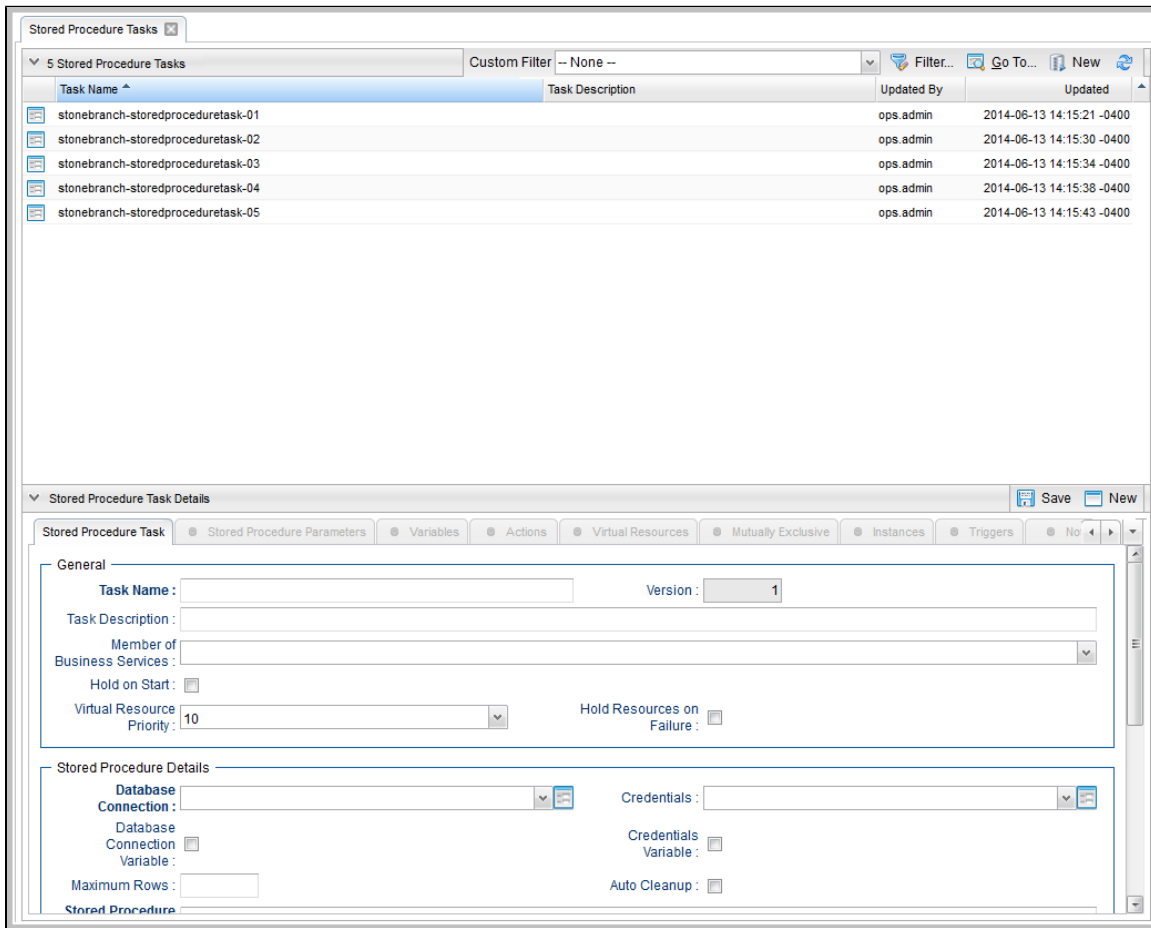 Stored Procedure Tasks
5 Stored Procedure Tasks Custom Filter -- None -- Filter... Go To... New
Task Name Task Description Updated By Updated
stonebranch-storedproceduretask-01 ops.admin 2014-06-13 14:15:21 -0400
stonebranch-storedproceduretask-02 ops.admin 2014-06-13 14:15:30 -0400
stonebranch-storedproceduretask-03 ops.admin 2014-06-13 14:15:34 -0400
stonebranch-storedproceduretask-04 ops.admin 2014-06-13 14:15:38 -0400
stonebranch-storedproceduretask-05 ops.admin 2014-06-13 14:15:43 -0400
Stored Procedure Task Details Save New
Stored Procedure Task Stored Procedure Parameters Variables Actions Virtual Resources Mutually Exclusive Instances Triggers No
General
Task Name : Version : 1
Task Description :
Member of
Business Services :
Hold on Start :
Virtual Resource
Priority : 10
Hold Resources on
Failure :
Stored Procedure Details
Database
Connection :
Credentials :
Database
Connection
Variable :
Credentials
Variable :
Maximum Rows : Auto Cleanup :
Stored Procedure